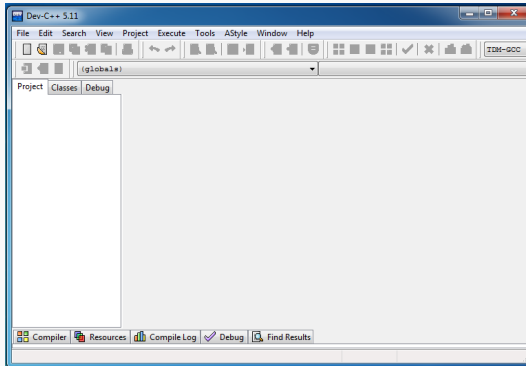 Dev-C++ 5.11
File Edit Search View Project Execute Tools AStyle Window Help
TDM-GCC
(globals)
Project Classes Debug
Compiler Resources Compile Log Debug Find Results